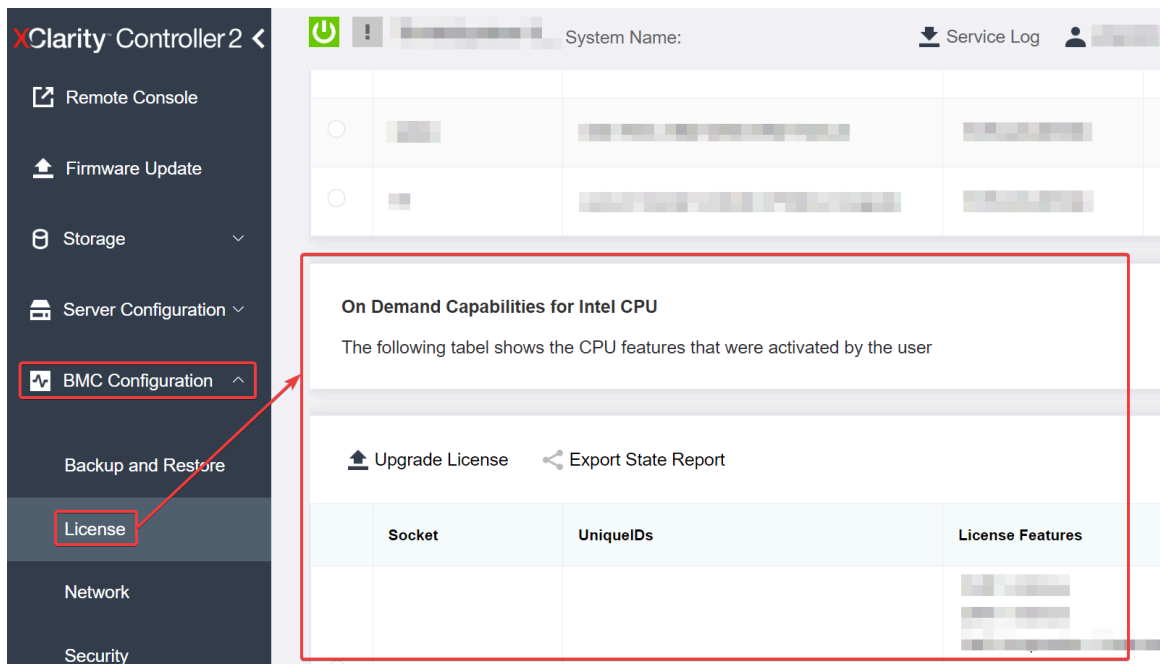 XClarity Controller 2
System Name:
Service Log
Remote Console
Firmware Update
Storage
Server Configuration
BMC Configuration
Backup and Restore
License
Network
Security
On Demand Capabilities for Intel CPU
The following tabel shows the CPU features that were activated by the user
Upgrade License
Export State Report
Socket
UniqueIDs
License Features